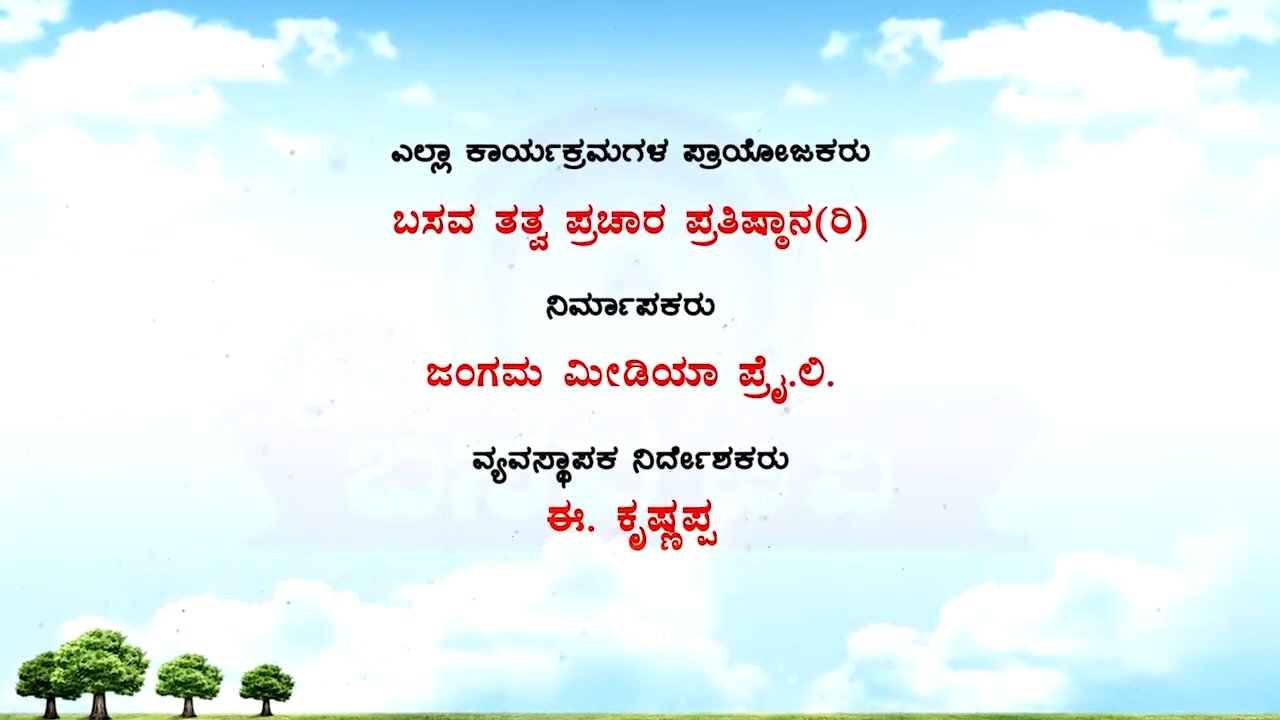 ಎಲ್ಲಾ ಕಾರ್ಯಕ್ರಮಗಳ ಪ್ರಾಯೋಜಕರು
ಬಸವ ತತ್ವ ಪ್ರಚಾರ ಪ್ರತಿಷ್ಠಾನ(ರಿ)
ನಿರ್ಮಾಪಕರು
ಜಂಗಮ ಮೀಡಿಯಾ ಪ್ರೈ.ಲಿ.
ವ್ಯವಸ್ಥಾಪಕ ನಿರ್ದೇಶಕರು
ಈ. ಕೃಷ್ಣಪ್ಪ